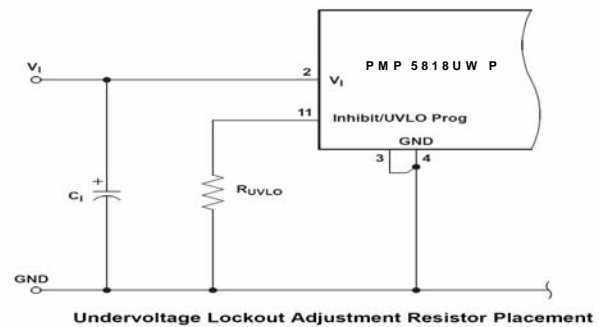 PMP 5818UW P
VI
2
VI
11
Inhibit/UVLO Prog
GND
3
4
+
CI
RUVLO
GND
Undervoltage Lockout Adjustment Resistor Placement